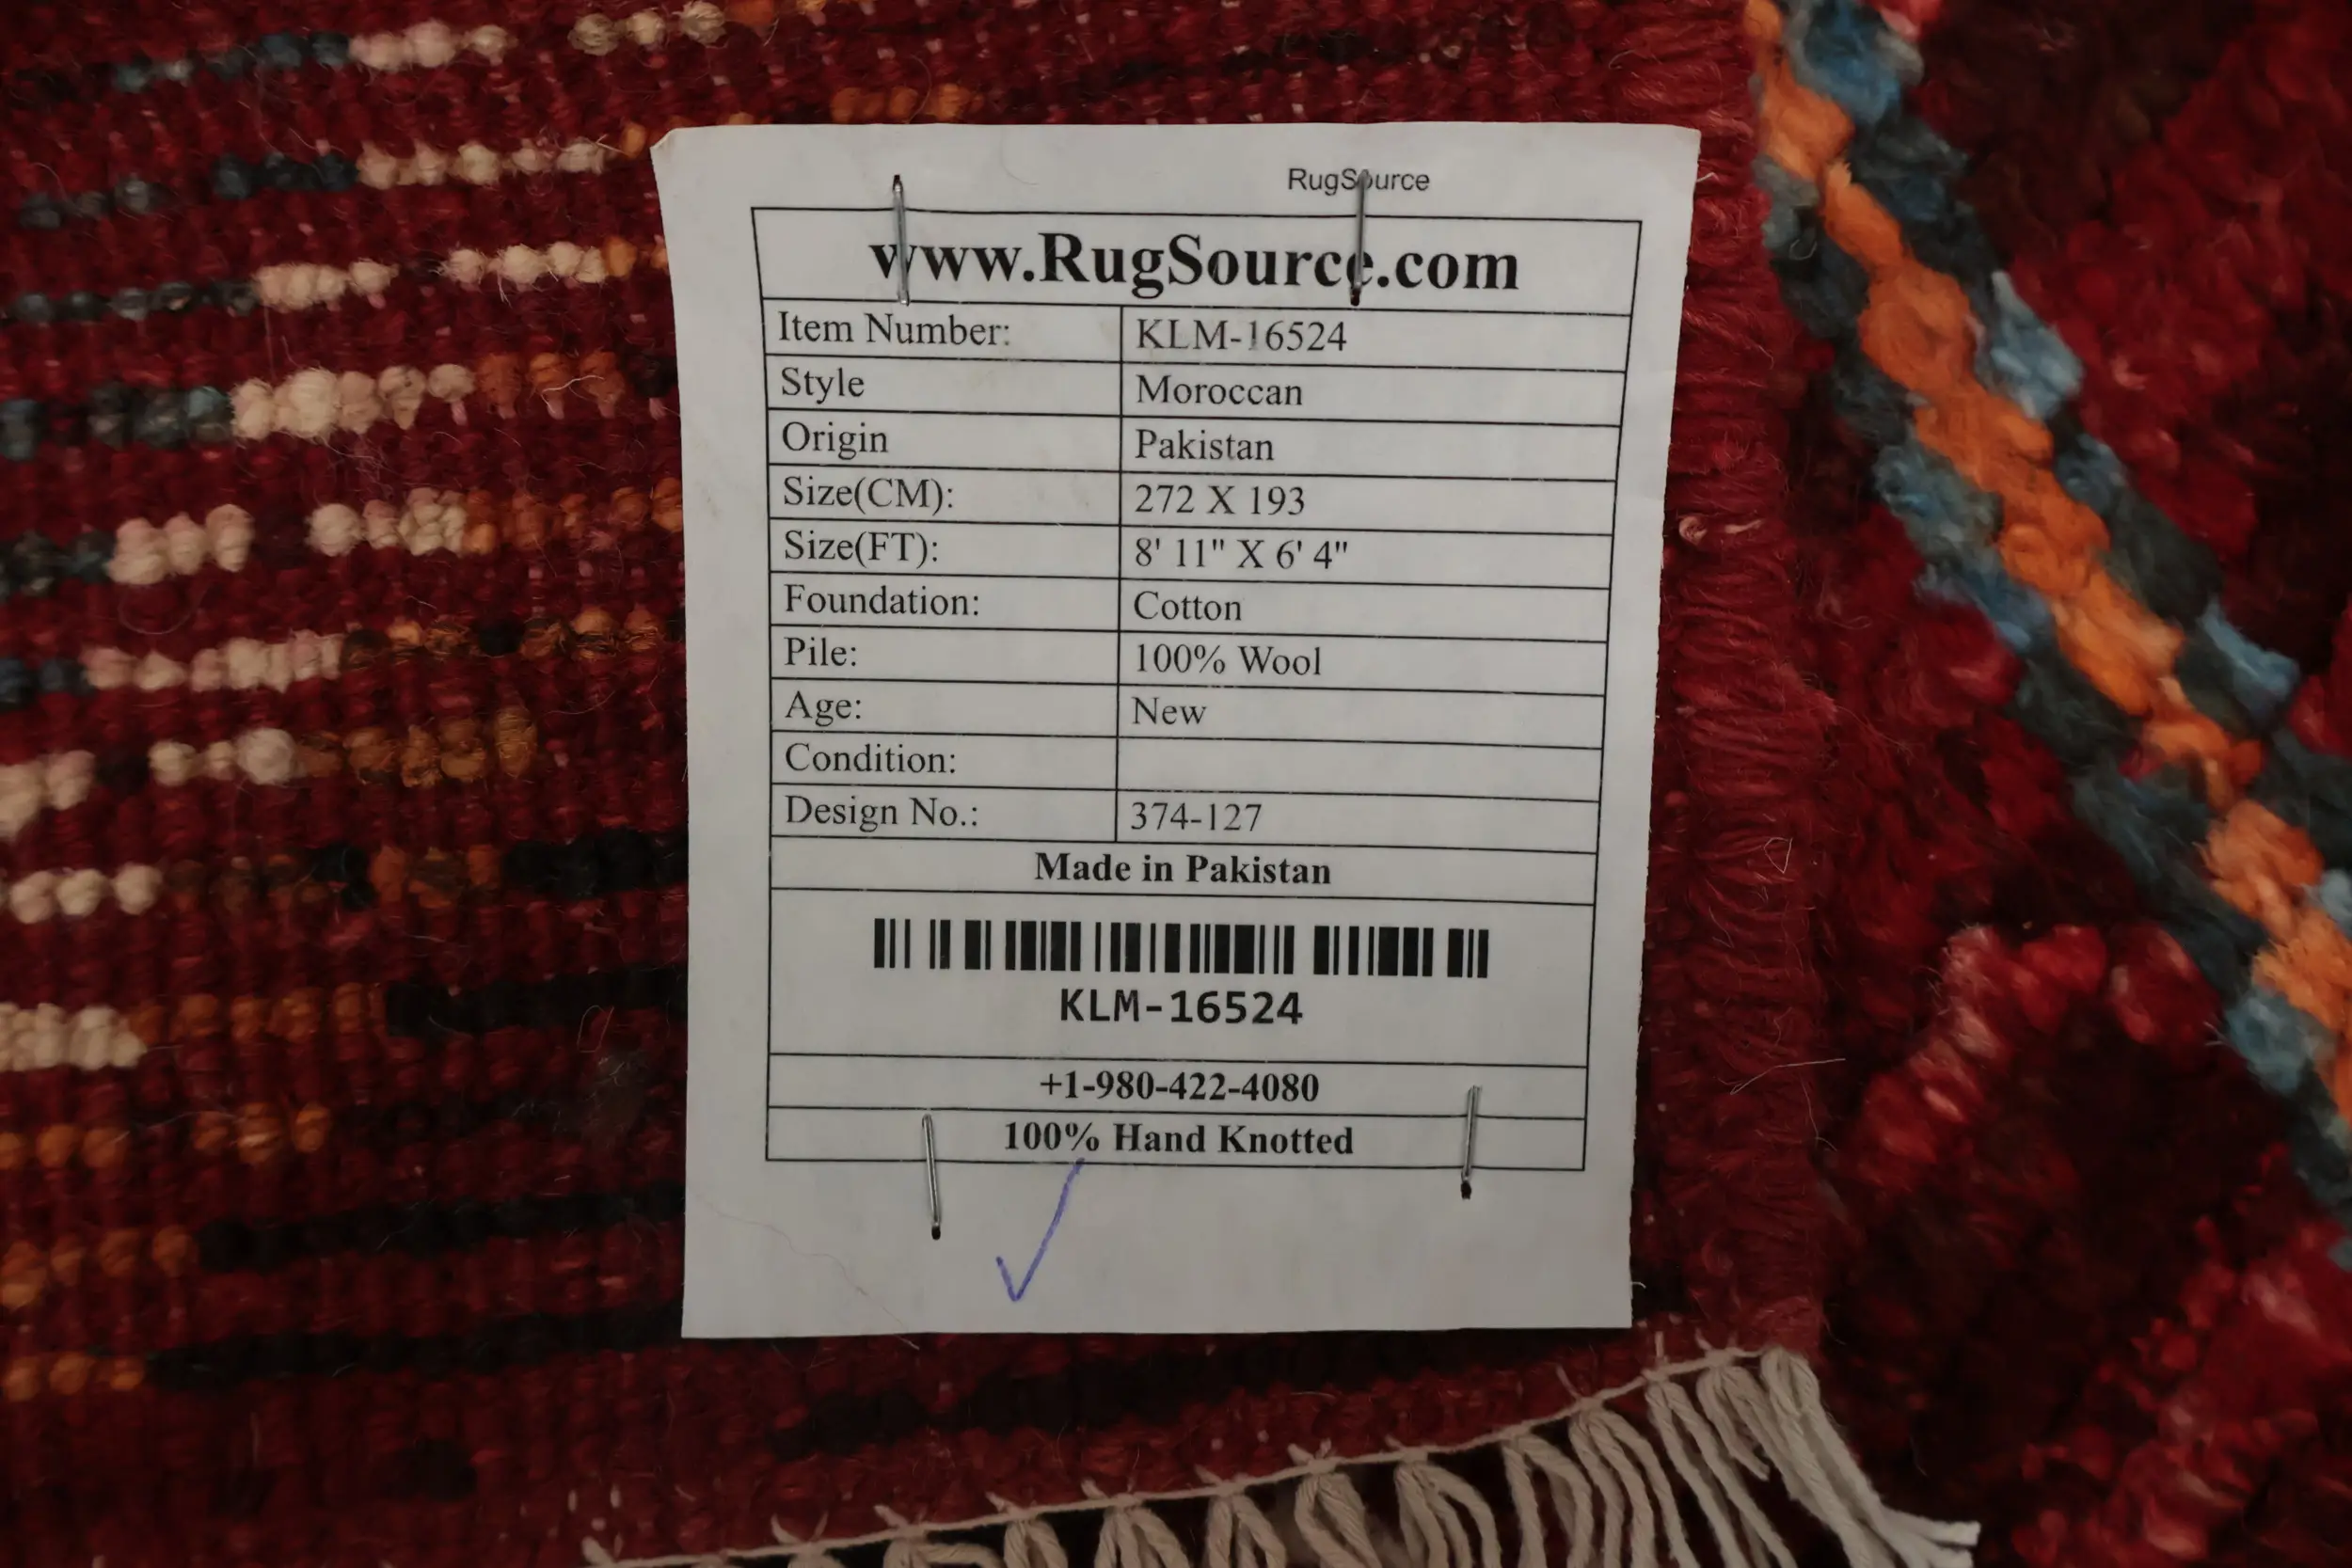 RugSource
www.RugSource.com
Item Number: KLM-16524
Style Moroccan
Origin Pakistan
Size(CM): 272 X 193
Size(FT): 8' 11" X 6' 4"
Foundation: Cotton
Pile: 100% Wool
Age: New
Condition:
Design No.: 374-127
Made in Pakistan
KLM-16524
+1-980-422-4080
100% Hand Knotted